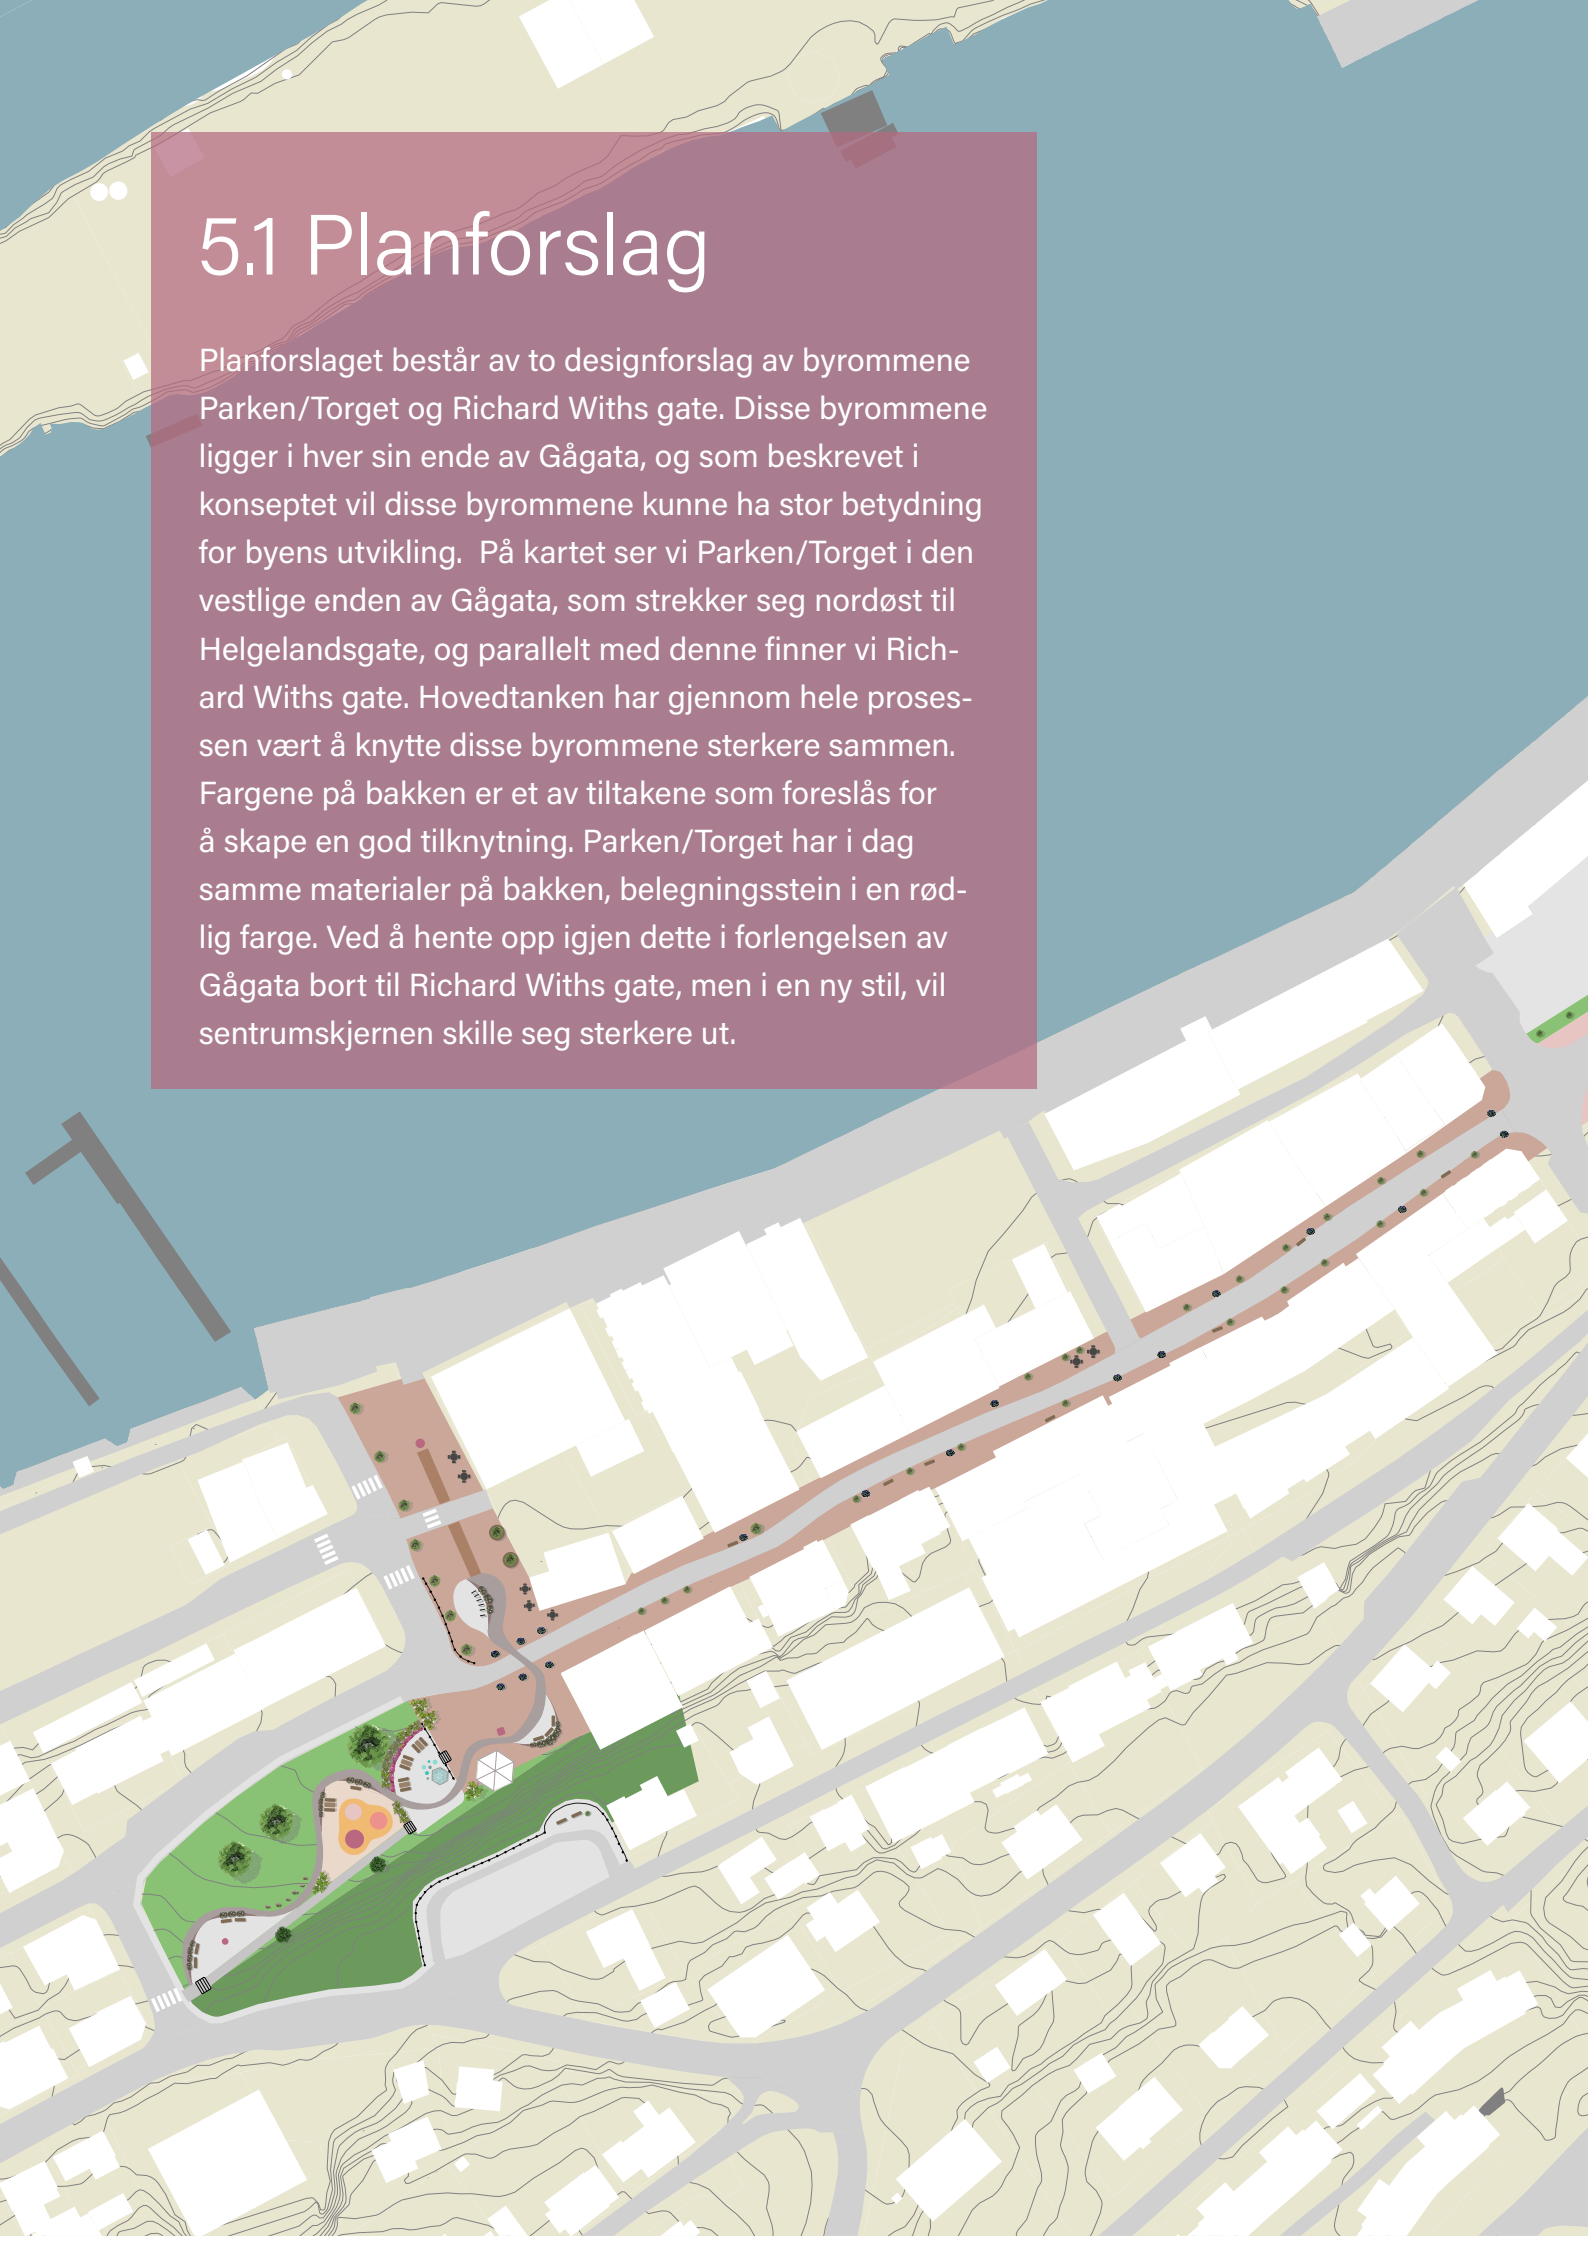 5.1 Planforslag
Planforslaget består av to designforslag av byrommene
Parken/Torget og Richard Withs gate. Disse byrommene
ligger i hver sin ende av Gågata, og som beskrevet i
konseptet vil disse byrommene kunne ha stor betydning
for byens utvikling.  På kartet ser vi Parken/Torget i den
vestlige enden av Gågata, som strekker seg nordøst til
Helgelandsgate, og parallelt med denne finner vi Rich-
ard Withs gate. Hovedtanken har gjennom hele proses-
sen vært å knytte disse byrommene sterkere sammen.
Fargene på bakken er et av tiltakene som foreslås for
å skape en god tilknytning. Parken/Torget har i dag
samme materialer på bakken, belegningsstein i en rød-
lig farge. Ved å hente opp igjen dette i forlengelsen av
Gågata bort til Richard Withs gate, men i en ny stil, vil
sentrumskjernen skille seg sterkere ut.